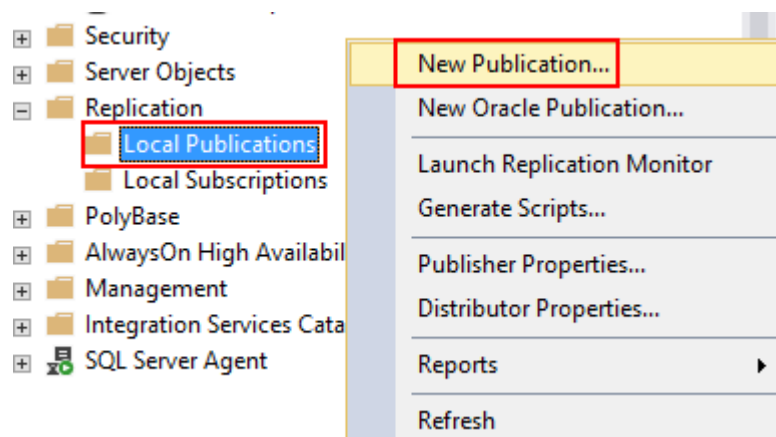 Security
Server Objects
Replication
Local Publications
Local Subscriptions
PolyBase
AlwaysOn High Availabil
Management
Integration Services Cata
SQL Server Agent
New Publication...
New Oracle Publication...
Launch Replication Monitor
Generate Scripts...
Publisher Properties...
Distributor Properties...
Reports
Refresh